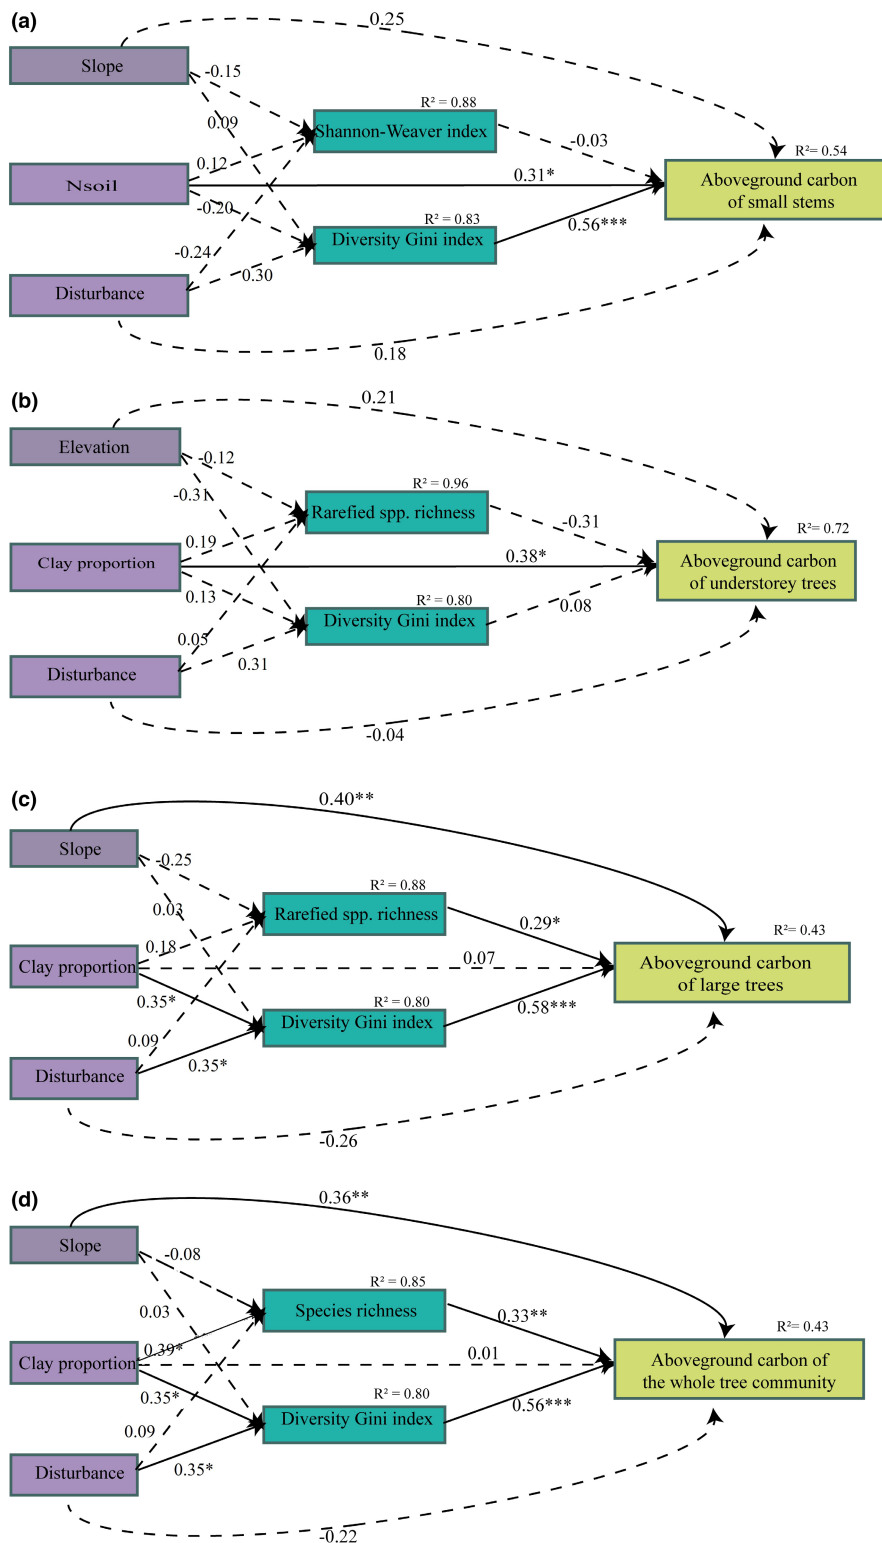 (a)
0.25
Slope
-0.15
R² = 0.88
Shannon-Weaver index
0.09
-0.03
R²= 0.54
0.12
Nsoil
0.31*
Aboveground carbon
of small stems
-0.20
R² = 0.83
Diversity Gini index
0.56***
-0.24
0.30
Disturbance
0.18
(b)
0.21
Elevation
-0.12
R² = 0.96
-0.31
Rarefied spp. richness
-0.31
R²= 0.72
0.19
Clay proportion
0.38*
Aboveground carbon
of understorey trees
0.13
R² = 0.80
Diversity Gini index
0.08
0.05
0.31
Disturbance
-0.04
(c)
0.40**
Slope
-0.25
R² = 0.88
0.03
Rarefied spp. richness
0.29*
R²= 0.43
0.18
Clay proportion
0.07
Aboveground carbon
of large trees
0.35*
R² = 0.80
Diversity Gini index
0.58***
0.09
0.35*
Disturbance
-0.26
(d)
0.36**
Slope
-0.08
R² = 0.85
0.03
Species richness
0.33**
R²= 0.43
0.39*
Clay proportion
0.01
Aboveground carbon of
the whole tree community
0.35*
R² = 0.80
Diversity Gini index
0.56***
0.09
0.35*
Disturbance
-0.22